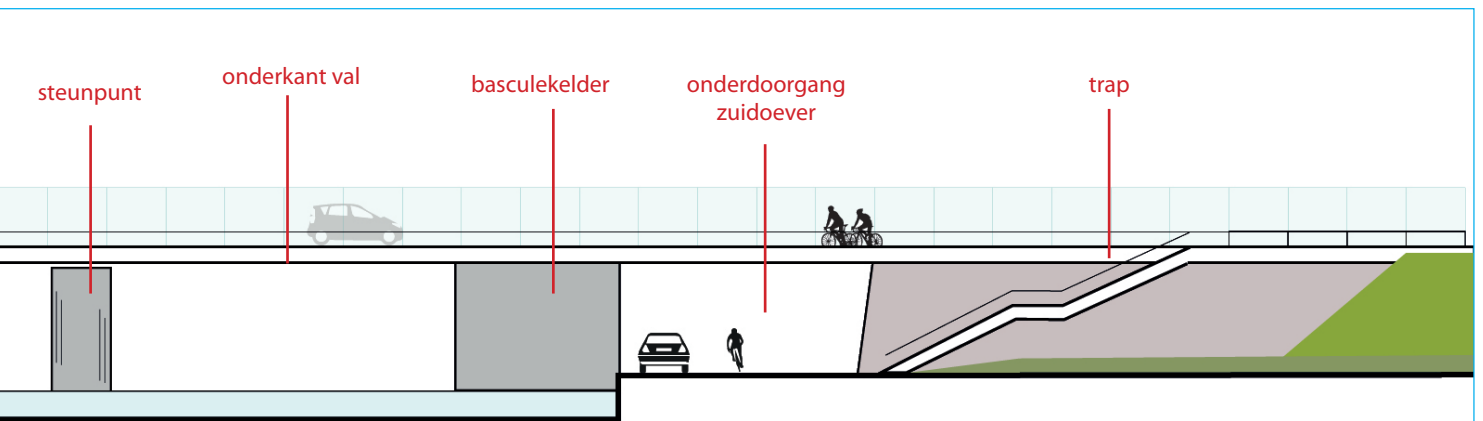 steunpunt
onderkant val
basculekelder
onderdoorgang
zuidoever
trap